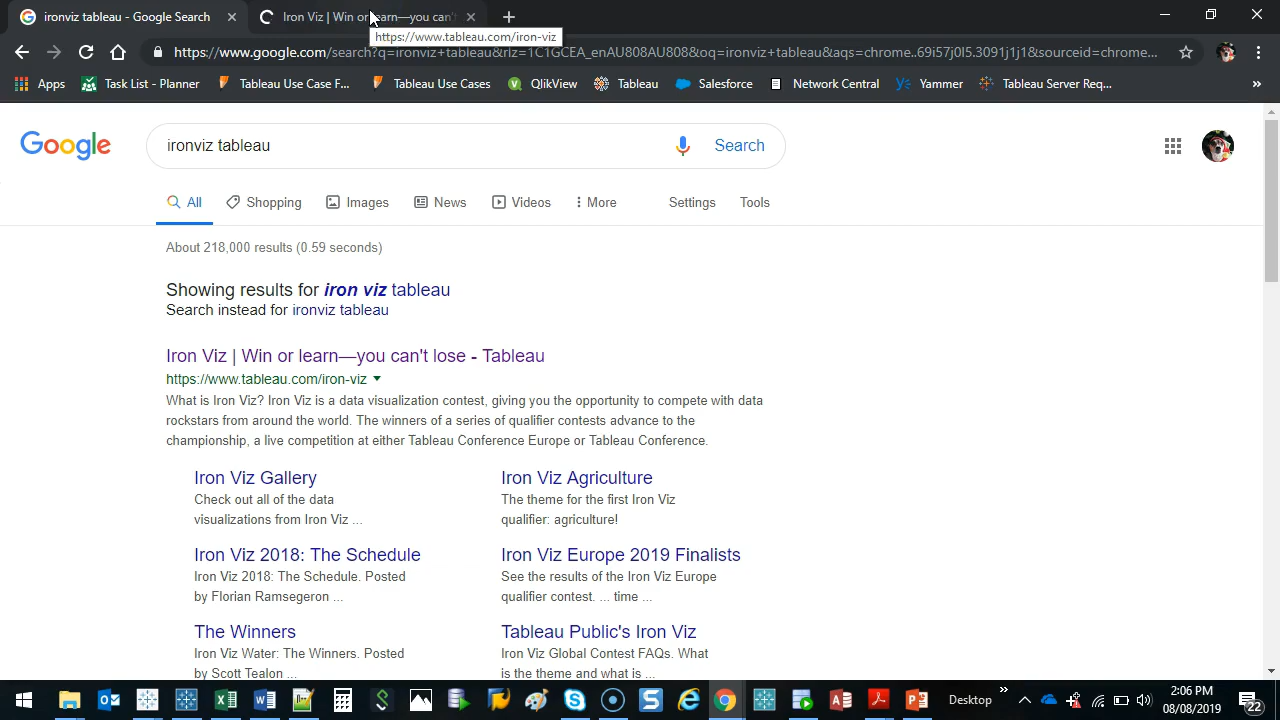 ironviz tableau - Google Search
Iron Viz | Win or learn—you can't
https://www.tableau.com/iron-viz
https://www.google.com/search?q=ironviz+tableau&rlz=1C1GCEA_enAU808AU808&oq=ironviz+tableau&aqs=chrome..69i57j0l5.3091j1j1&sourceid=chrome...
Apps
Task List - Planner
Tableau Use Case F...
Tableau Use Cases
QlikView
Tableau
Salesforce
Network Central
Yammer
Tableau Server Req...
»
Google
ironviz tableau
Search
All
Shopping
Images
News
Videos
More
Settings
Tools
About 218,000 results (0.59 seconds)
Showing results for iron viz tableau
Search instead for ironviz tableau
Iron Viz | Win or learn—you can't lose - Tableau
https://www.tableau.com/iron-viz
What is Iron Viz? Iron Viz is a data visualization contest, giving you the opportunity to compete with data
rockstars from around the world. The winners of a series of qualifier contests advance to the
championship, a live competition at either Tableau Conference Europe or Tableau Conference.
Iron Viz Gallery
Check out all of the data
visualizations from Iron Viz ...
Iron Viz Agriculture
The theme for the first Iron Viz
qualifier: agriculture!
Iron Viz 2018: The Schedule
Iron Viz 2018: The Schedule. Posted
by Florian Ramsegeron ...
Iron Viz Europe 2019 Finalists
See the results of the Iron Viz Europe
qualifier contest. ... time ...
The Winners
Iron Viz Water: The Winners. Posted
by Scott Tealon ...
Tableau Public's Iron Viz
Iron Viz Global Contest FAQs. What
is the theme and what is ...
Desktop
»
2:06 PM
08/08/2019
22